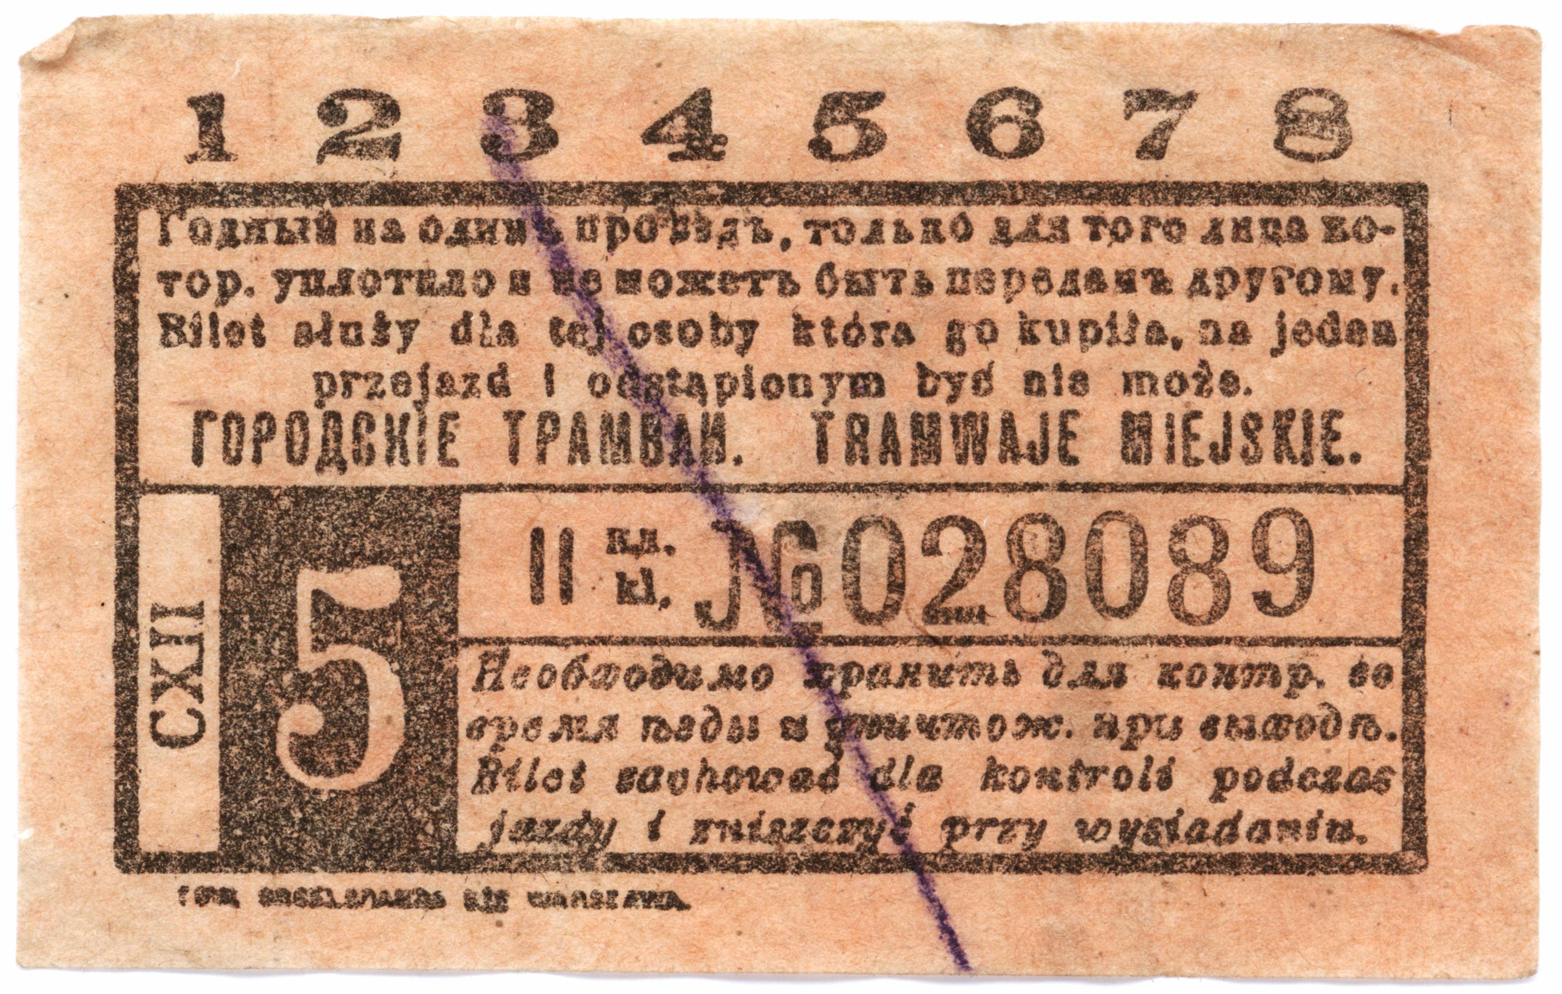 1 2 3 4 5 6 7 8
Годный на одинъ проѣздъ, только для того лица ко-
тор. уплотило и не можетъ быть переданъ другому.
Bilet służy dla tej osoby która go kupiła, na jeden
przejazd i odstąpionym być nie może.
ГОРОДСКІЕ ТРАМВАИ. TRAMWAJE MIEJSKIE.
CXII
5
II кл. kl. № 028089
Необходимо хранить для контр. во
время ѣзды и уничтож. при выходѣ.
Bilet zachować dla kontroli podczas
jazdy i zniszczyć przy wysiadaniu.